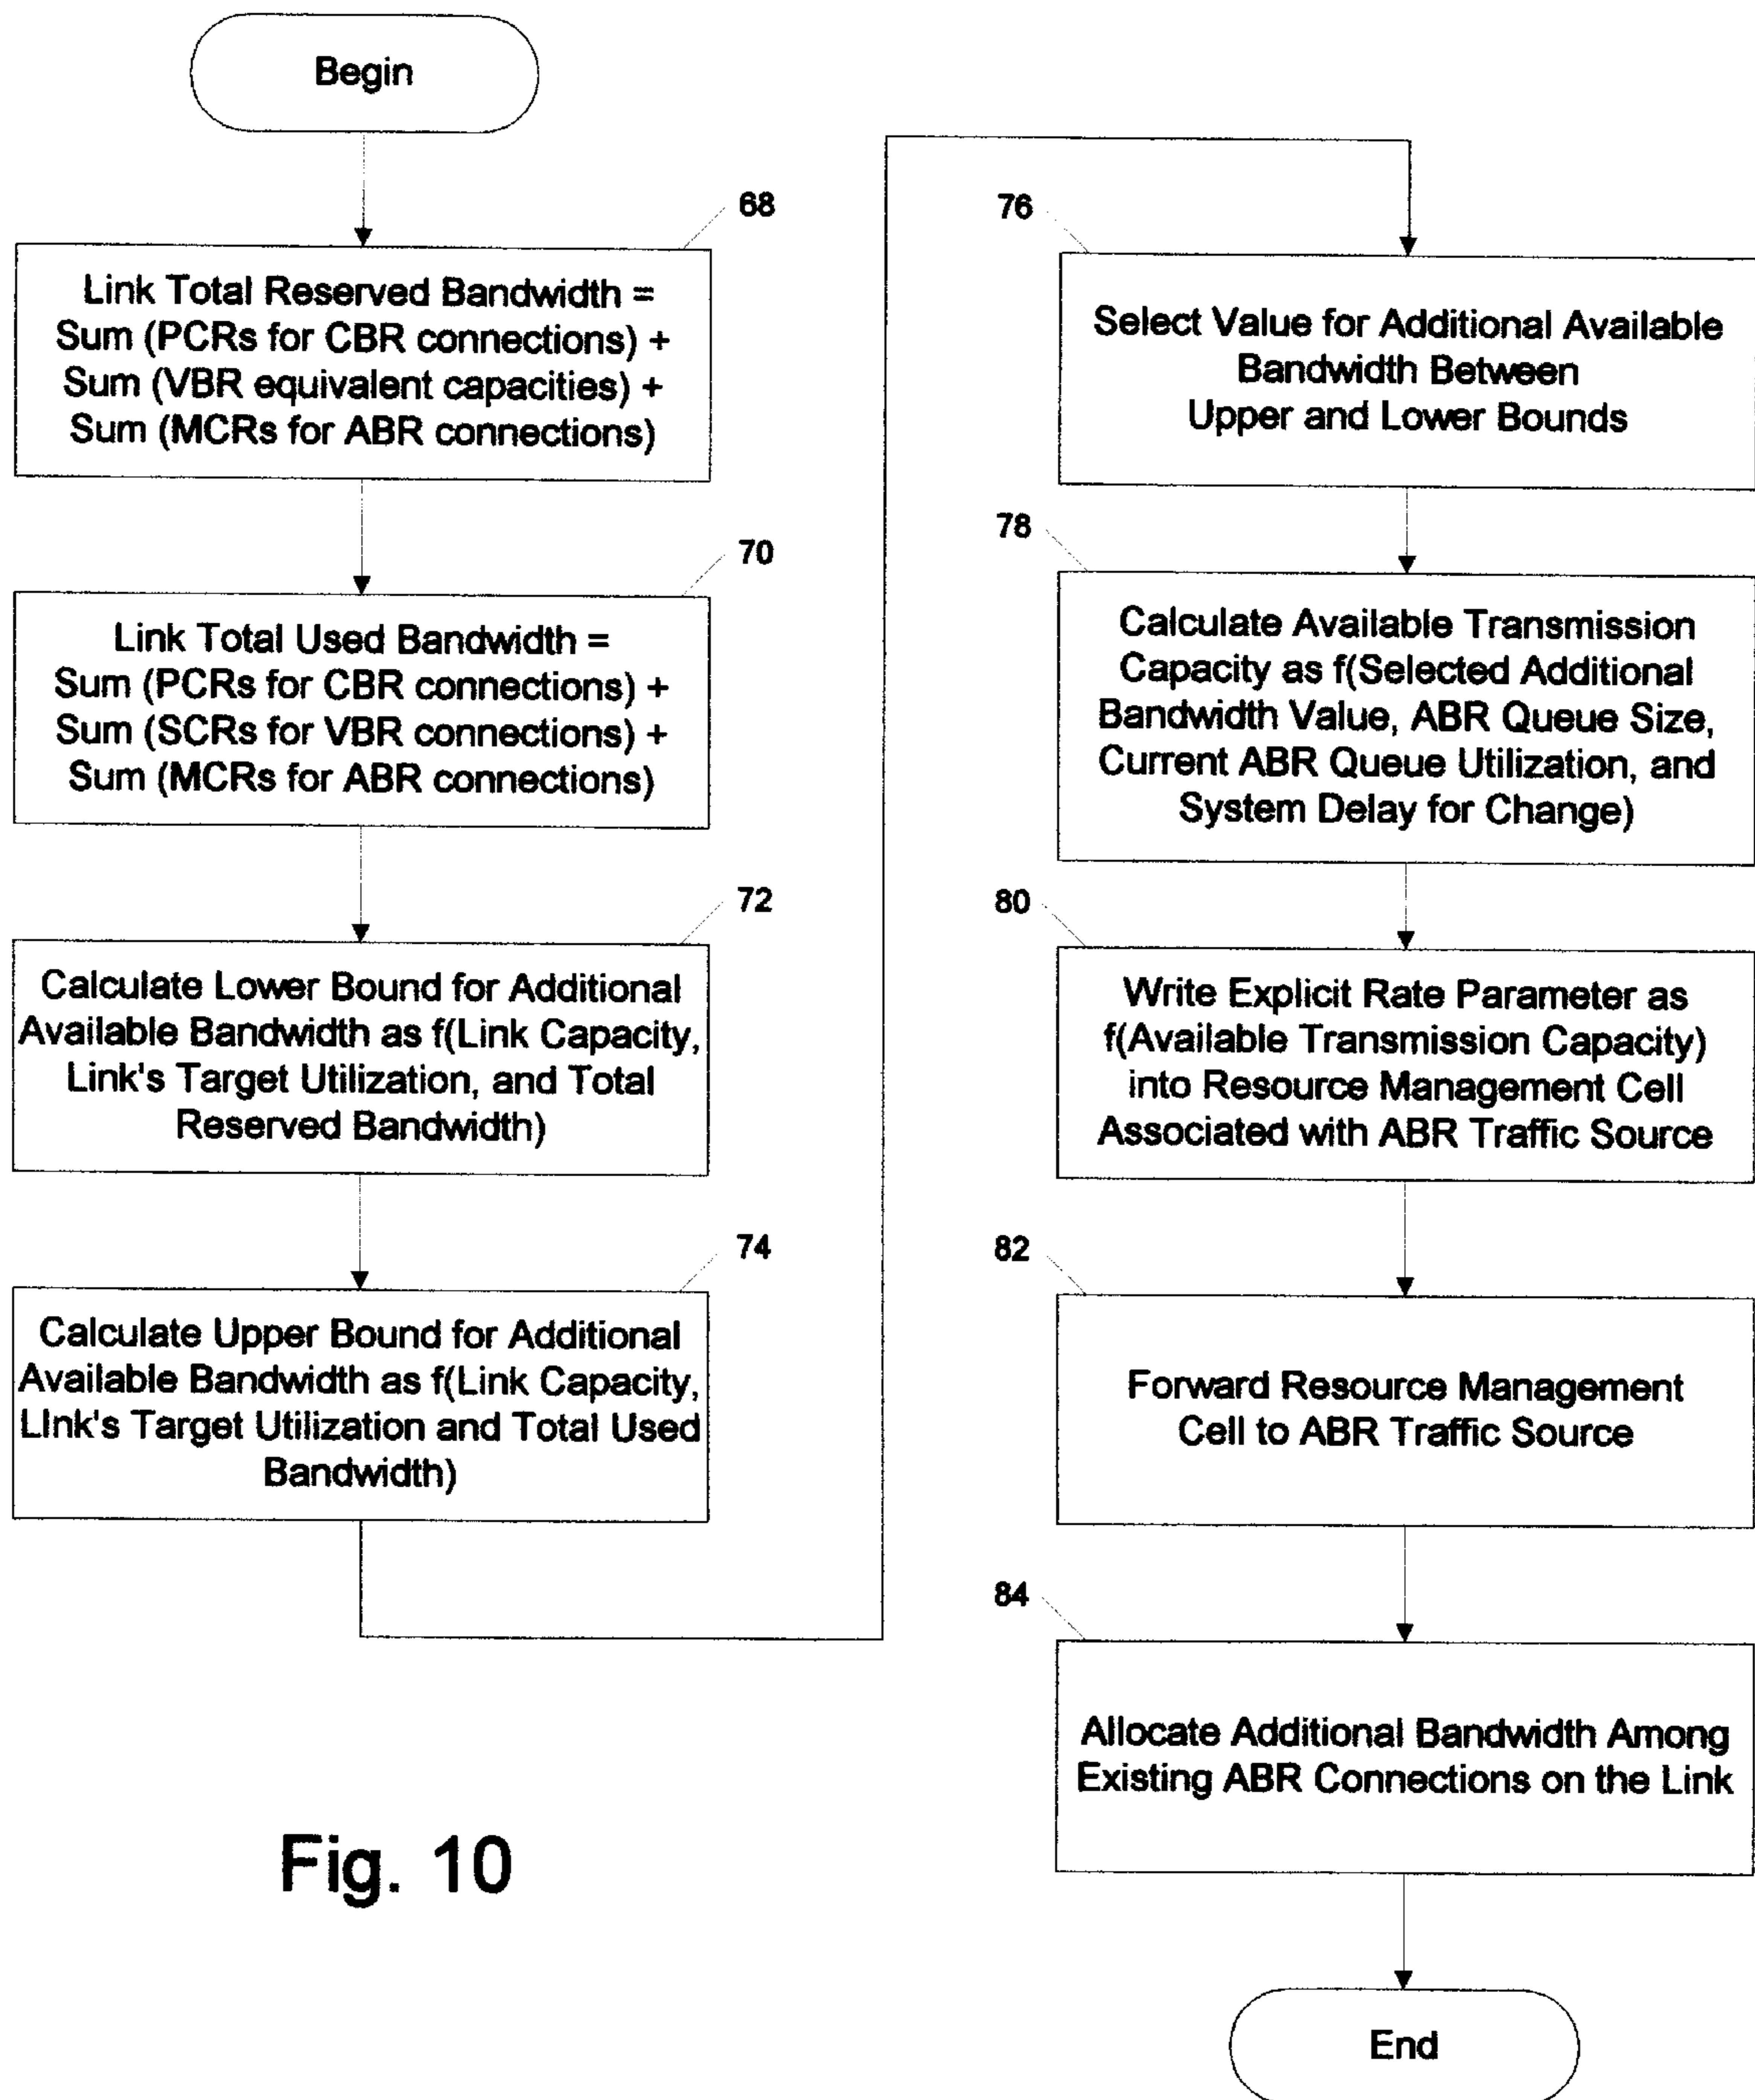 Begin
68
Link Total Reserved Bandwidth =
Sum (PCRs for CBR connections) +
Sum (VBR equivalent capacities) +
Sum (MCRs for ABR connections)
70
Link Total Used Bandwidth =
Sum (PCRs for CBR connections) +
Sum (SCRs for VBR connections) +
Sum (MCRs for ABR connections)
72
Calculate Lower Bound for Additional
Available Bandwidth as f(Link Capacity,
Link's Target Utilization, and Total
Reserved Bandwidth)
74
Calculate Upper Bound for Additional
Available Bandwidth as f(Link Capacity,
LInk's Target Utilization and Total Used
Bandwidth)
76
Select Value for Additional Available
Bandwidth Between
Upper and Lower Bounds
78
Calculate Available Transmission
Capacity as f(Selected Additional
Bandwidth Value, ABR Queue Size,
Current ABR Queue Utilization, and
System Delay for Change)
80
Write Explicit Rate Parameter as
f(Available Transmission Capacity)
into Resource Management Cell
Associated with ABR Traffic Source
82
Forward Resource Management
Cell to ABR Traffic Source
84
Allocate Additional Bandwidth Among
Existing ABR Connections on the Link
End
Fig. 10